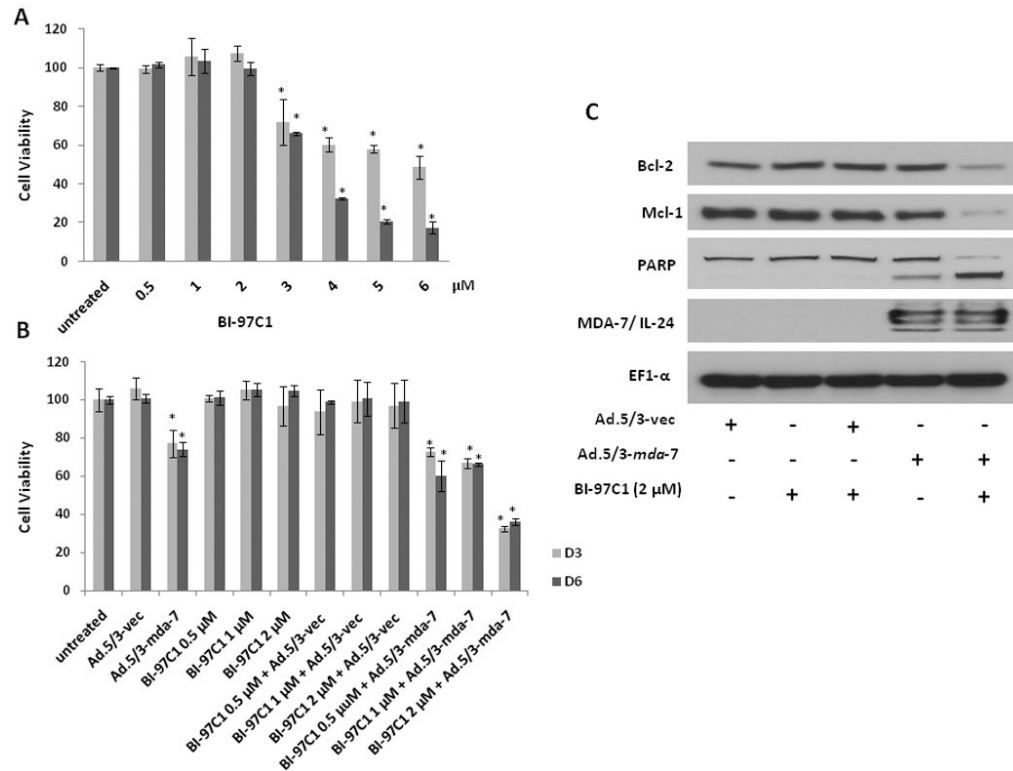 A
120
100
80
60
40
20
0
Cell Viability
* * * * * * * *
untreated 0.5 1 2 3 4 5 6 μM
BI-97C1
B
120
100
80
60
40
20
0
Cell Viability
* * * * * * * *
D3
D6
untreated
Ad.5/3-vec
Ad.5/3-mda-7
BI-97C1 0.5 μM
BI-97C1 1 μM
BI-97C1 2 μM
BI-97C1 0.5 μM + Ad.5/3-vec
BI-97C1 1 μM + Ad.5/3-vec
BI-97C1 2 μM + Ad.5/3-vec
BI-97C1 0.5 μuM + Ad.5/3-mda-7
BI-97C1 1 μM + Ad.5/3-mda-7
BI-97C1 2 μM + Ad.5/3-mda-7
C
Bcl-2
Mcl-1
PARP
MDA-7/ IL-24
EF1-α
Ad.5/3-vec + - + - -
Ad.5/3-mda-7 - - - + +
BI-97C1 (2 μM) - + + - +